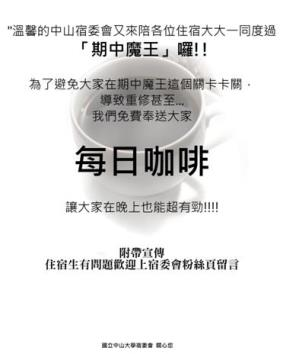 "溫馨的中山宿委會又來陪各位住宿大大一同度過
「期中魔王」囉!!
為了避免大家在期中魔王這個關卡卡關，
導致重修甚至...
我們免費奉送大家
每日咖啡
讓大家在晚上也能超有勁!!!!
附帶宣傳
住宿生有問題歡迎上宿委會粉絲頁留言
國立中山大學宿委會 關心您